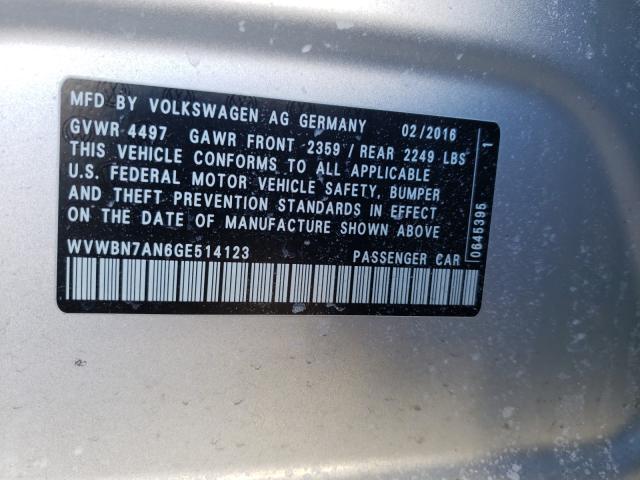 MFD BY VOLKSWAGEN AG GERMANY 02/2016
GVWR 4497 GAWR FRONT 2359 / REAR 2249 LBS
THIS VEHICLE CONFORMS TO ALL APPLICABLE
U.S. FEDERAL MOTOR VEHICLE SAFETY, BUMPER
AND THEFT PREVENTION STANDARDS IN EFFECT
ON THE DATE OF MANUFACTURE SHOWN ABOVE
WVWBN7AN6GE514123 PASSENGER CAR
0645395 1